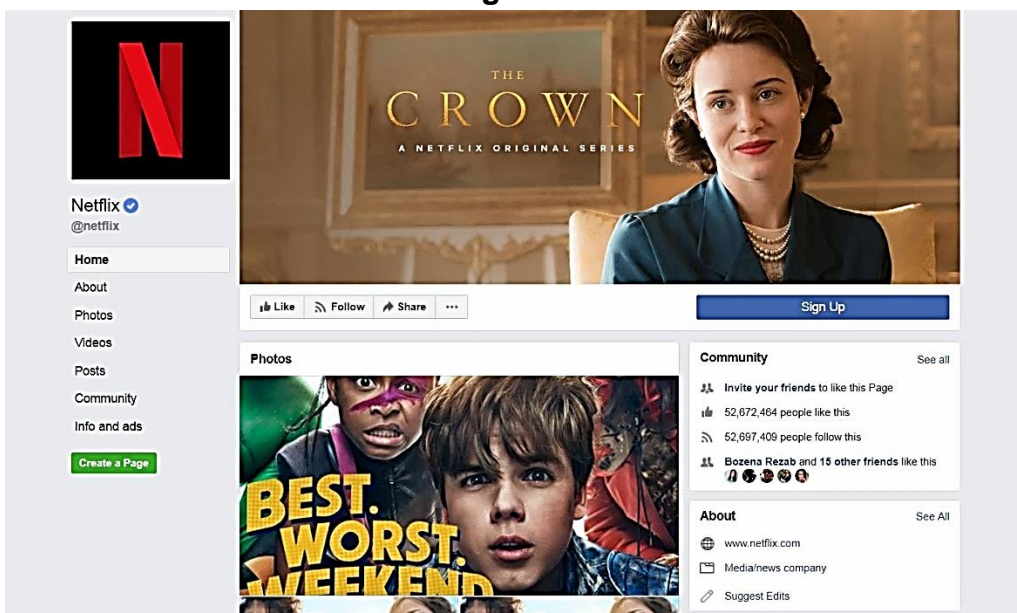 g
N
Netflix
@netflix
Home
About
Photos
Videos
Posts
Community
Info and ads
Create a Page
THE
CROWN
A NETFLIX ORIGINAL SERIES
Like Follow Share ...
Sign Up
Photos
BEST.
WORST.
WEEKEND
Community See all
Invite your friends to like this Page
52,672,464 people like this
52,697,409 people follow this
Bozena Rezab and 15 other friends like this
About See All
www.netflix.com
Media/news company
Suggest Edits